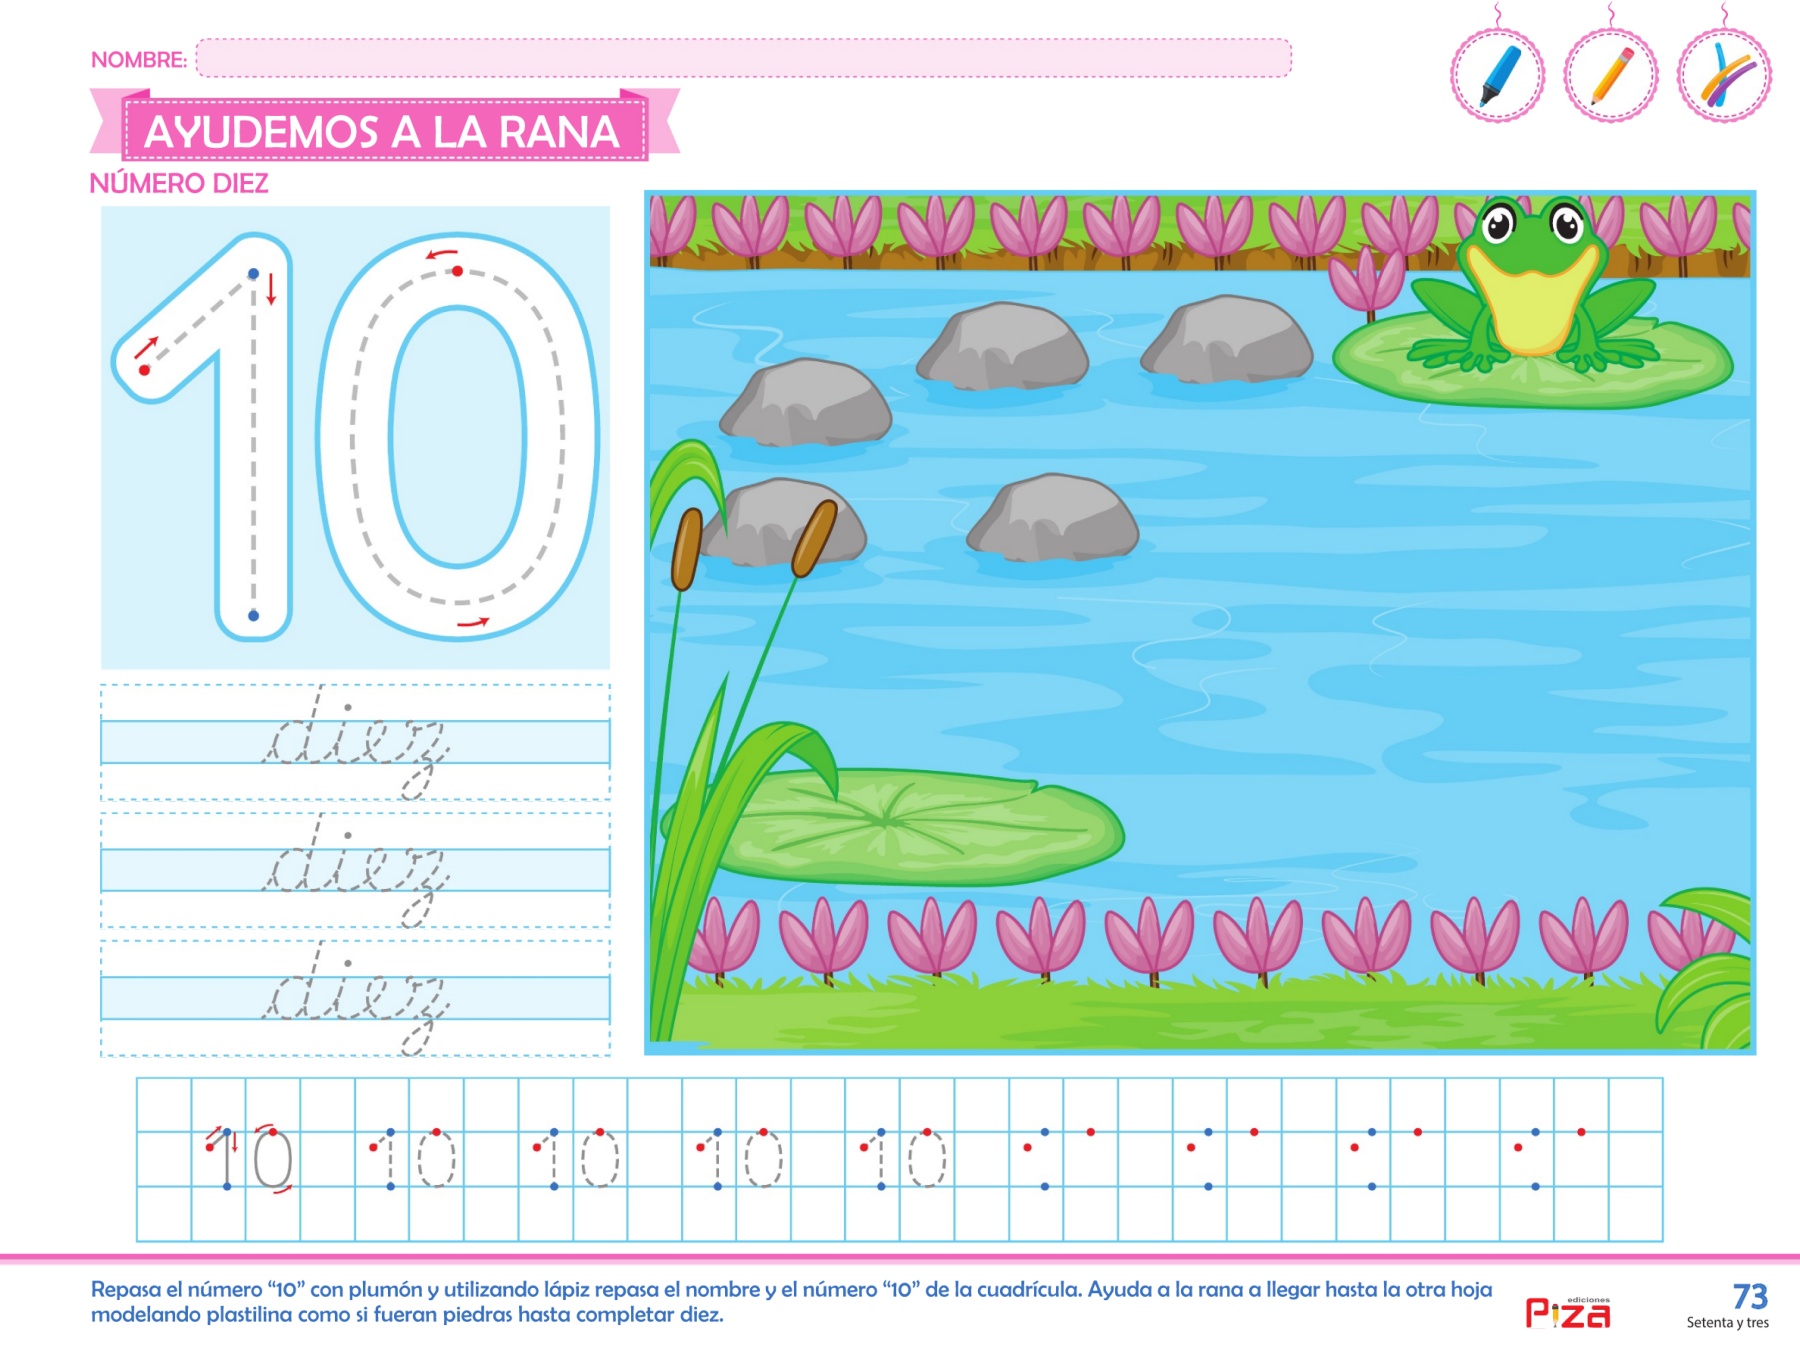 NOMBRE:
AYUDEMOS A LA RANA
NÚMERO DIEZ
10
diez
diez
diez
10 10 10 10 10
Repasa el número “10” con plumón y utilizando lápiz repasa el nombre y el número “10” de la cuadrícula. Ayuda a la rana a llegar hasta la otra hoja
modelando plastilina como si fueran piedras hasta completar diez.
ediciones
Piza
73
Setenta y tres